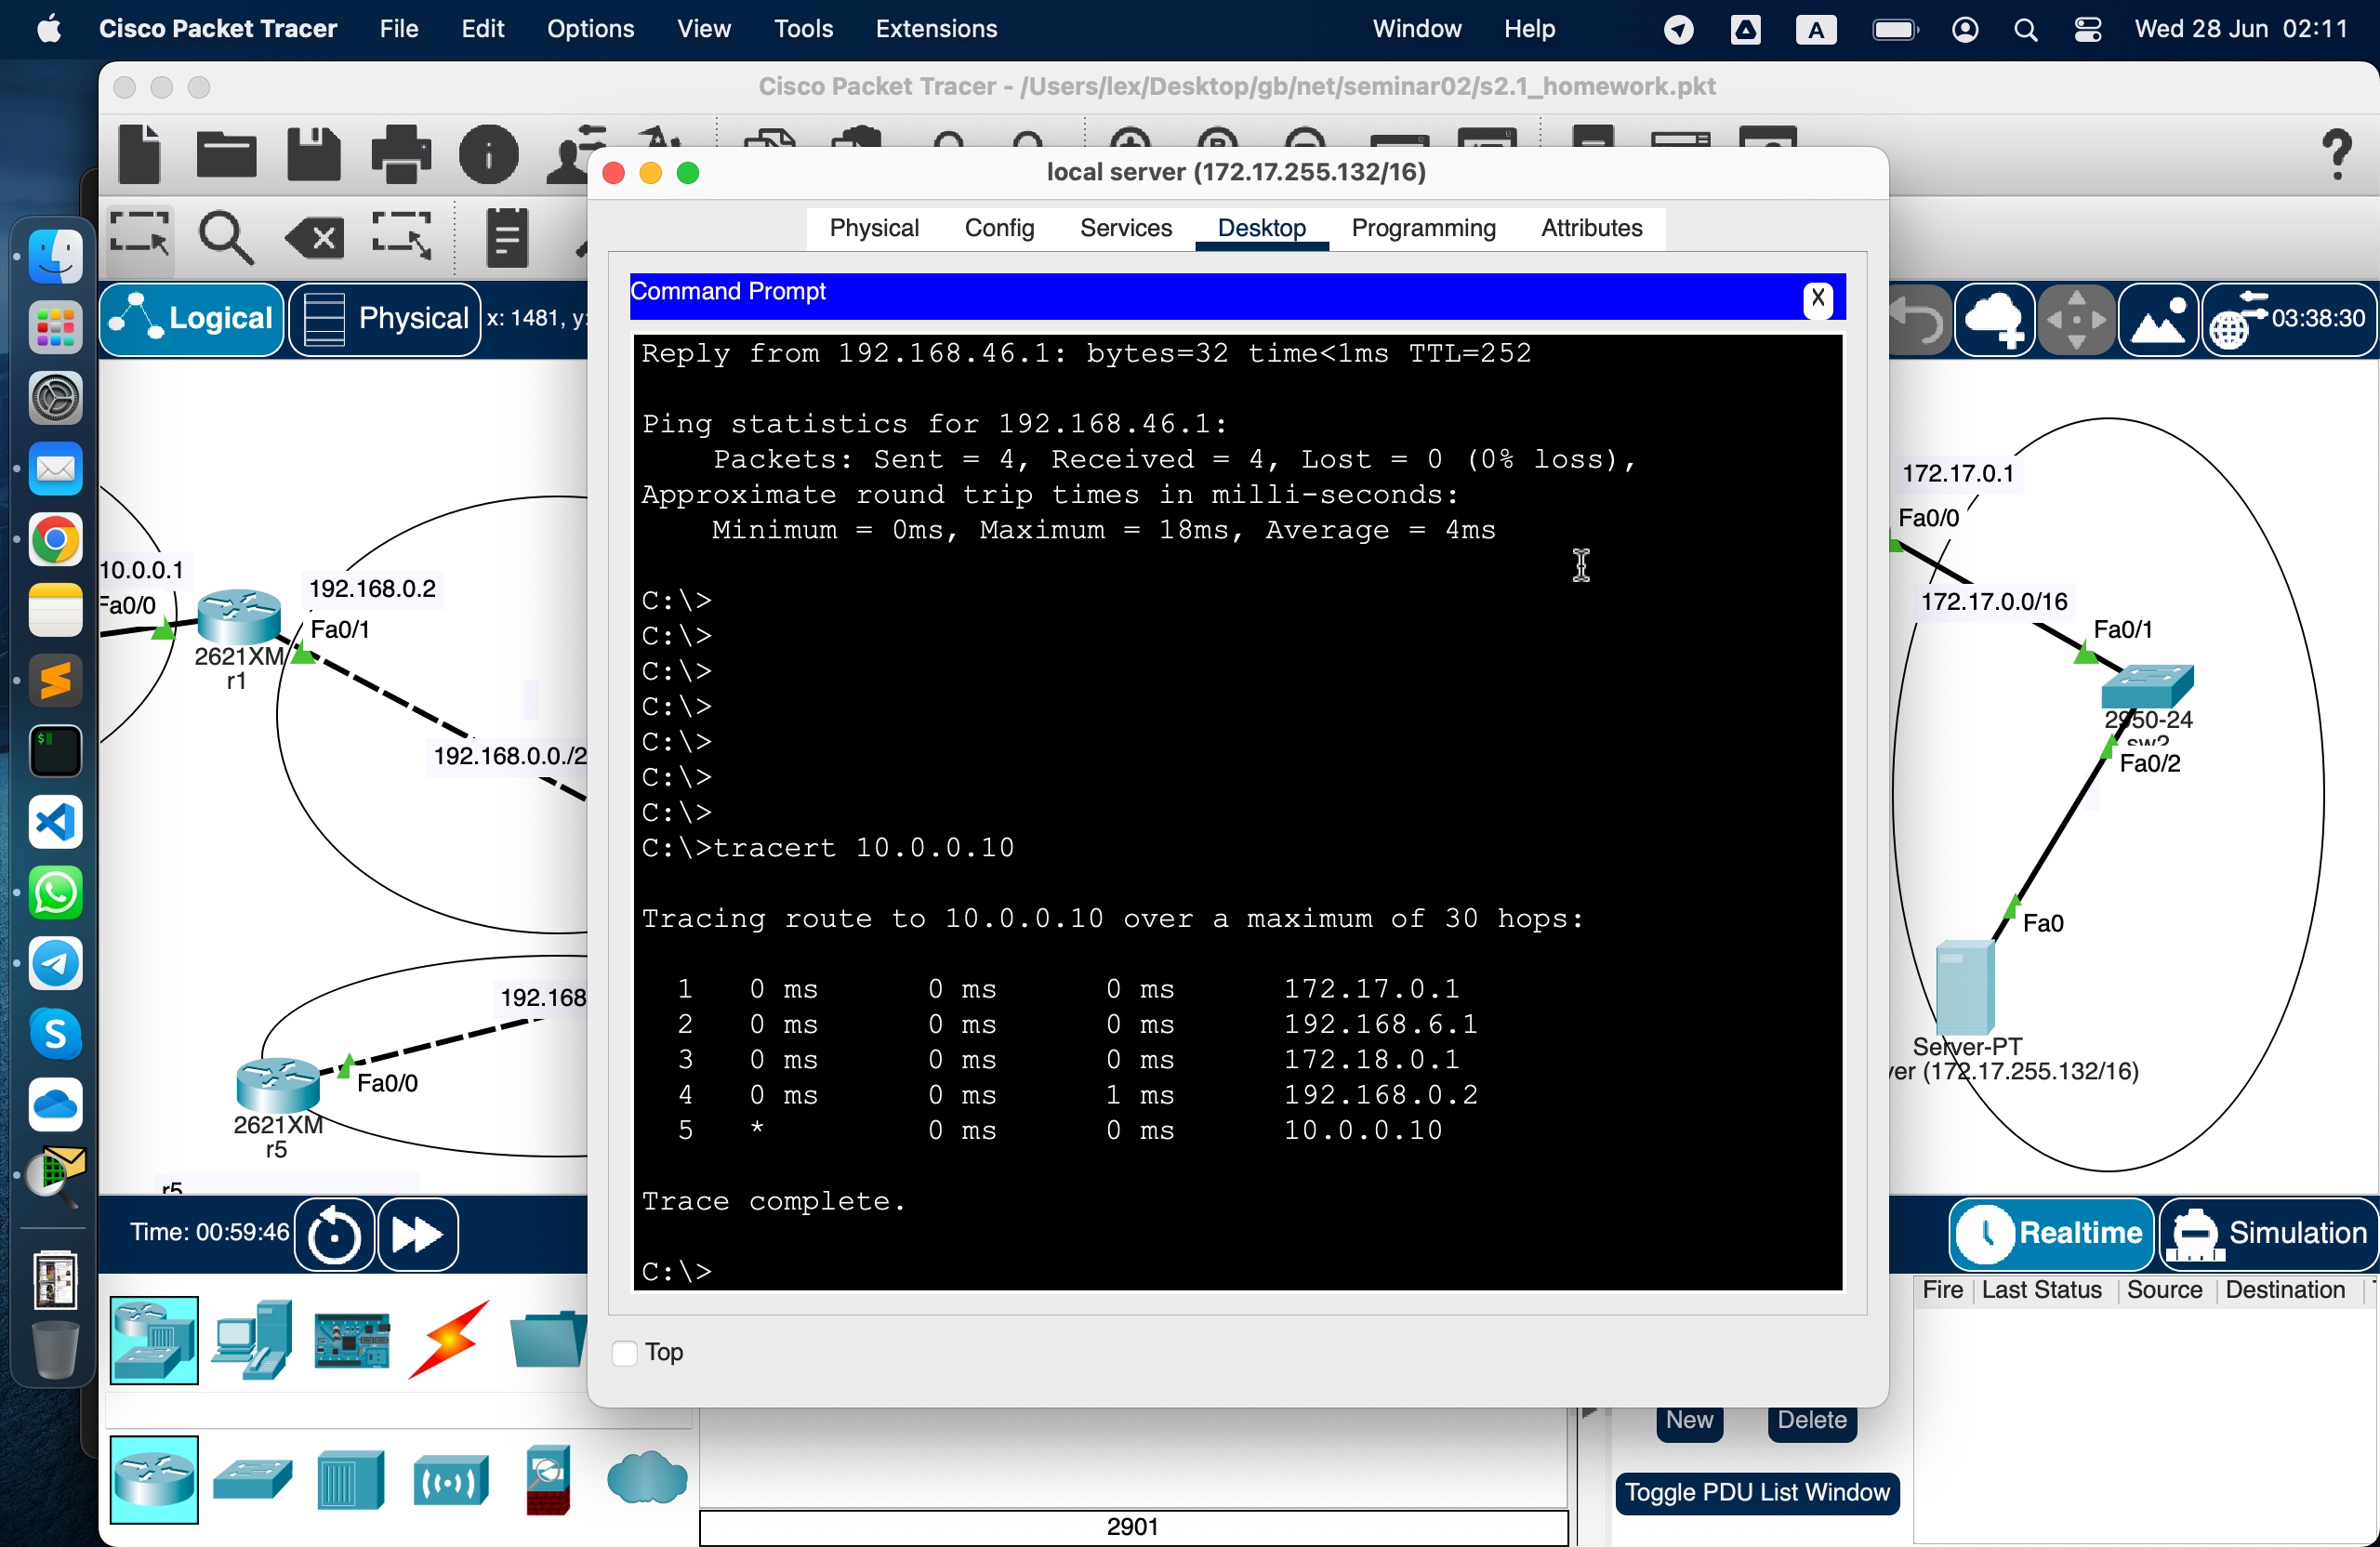 Cisco Packet Tracer File Edit Options View Tools Extensions Window Help A Wed 28 Jun 02:11
Cisco Packet Tracer - /Users/lex/Desktop/gb/net/seminar02/s2.1_homework.pkt
local server (172.17.255.132/16)
Physical Config Services Desktop Programming Attributes
Logical Physical x: 1481, y: 03:38:30
Command Prompt X
Reply from 192.168.46.1: bytes=32 time<1ms TTL=252
Ping statistics for 192.168.46.1:
Packets: Sent = 4, Received = 4, Lost = 0 (0% loss),
Approximate round trip times in milli-seconds:
Minimum = 0ms, Maximum = 18ms, Average = 4ms
C:\>
C:\>
C:\>
C:\>
C:\>
C:\>
C:\>
C:\>tracert 10.0.0.10
Tracing route to 10.0.0.10 over a maximum of 30 hops:
1 0 ms 0 ms 0 ms 172.17.0.1
2 0 ms 0 ms 0 ms 192.168.6.1
3 0 ms 0 ms 0 ms 172.18.0.1
4 0 ms 0 ms 1 ms 192.168.0.2
5 * 0 ms 0 ms 10.0.0.10
Trace complete.
C:\>
Top
10.0.0.1
Fa0/0
192.168.0.2
Fa0/1
2621XM
r1
192.168.0.0./2
192.168
Fa0/0
2621XM
r5
r5
172.17.0.1
Fa0/0
172.17.0.0/16
Fa0/1
2950-24
sw2
Fa0/2
Fa0
Server-PT
ver (172.17.255.132/16)
Time: 00:59:46 Realtime Simulation
Fire Last Status Source Destination
New Delete
Toggle PDU List Window
2901